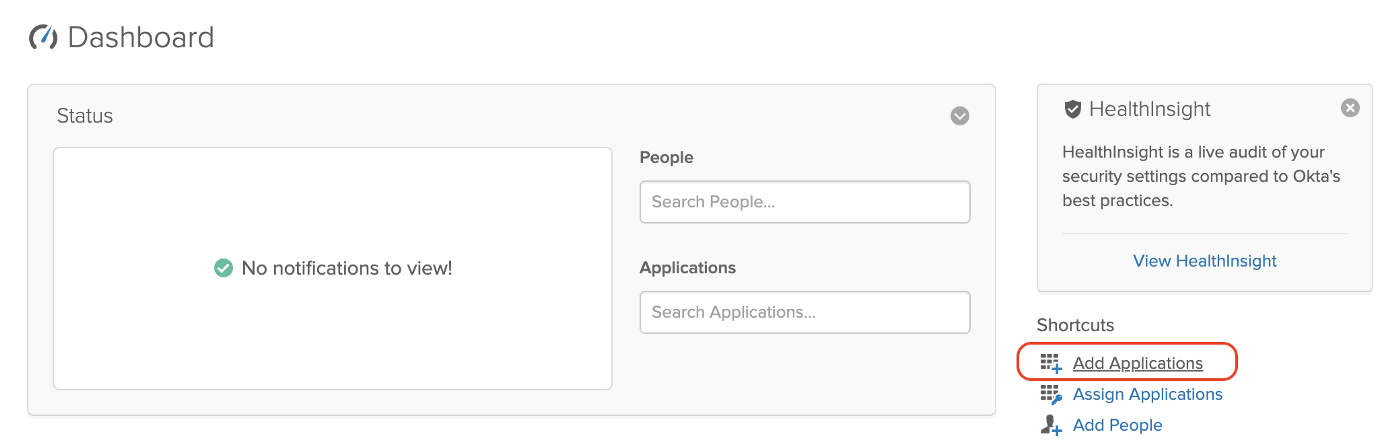 Dashboard
Status
No notifications to view!
People
Search People...
Applications
Search Applications...
HealthInsight
HealthInsight is a live audit of your
security settings compared to Okta's
best practices.
View HealthInsight
Shortcuts
Add Applications
Assign Applications
Add People